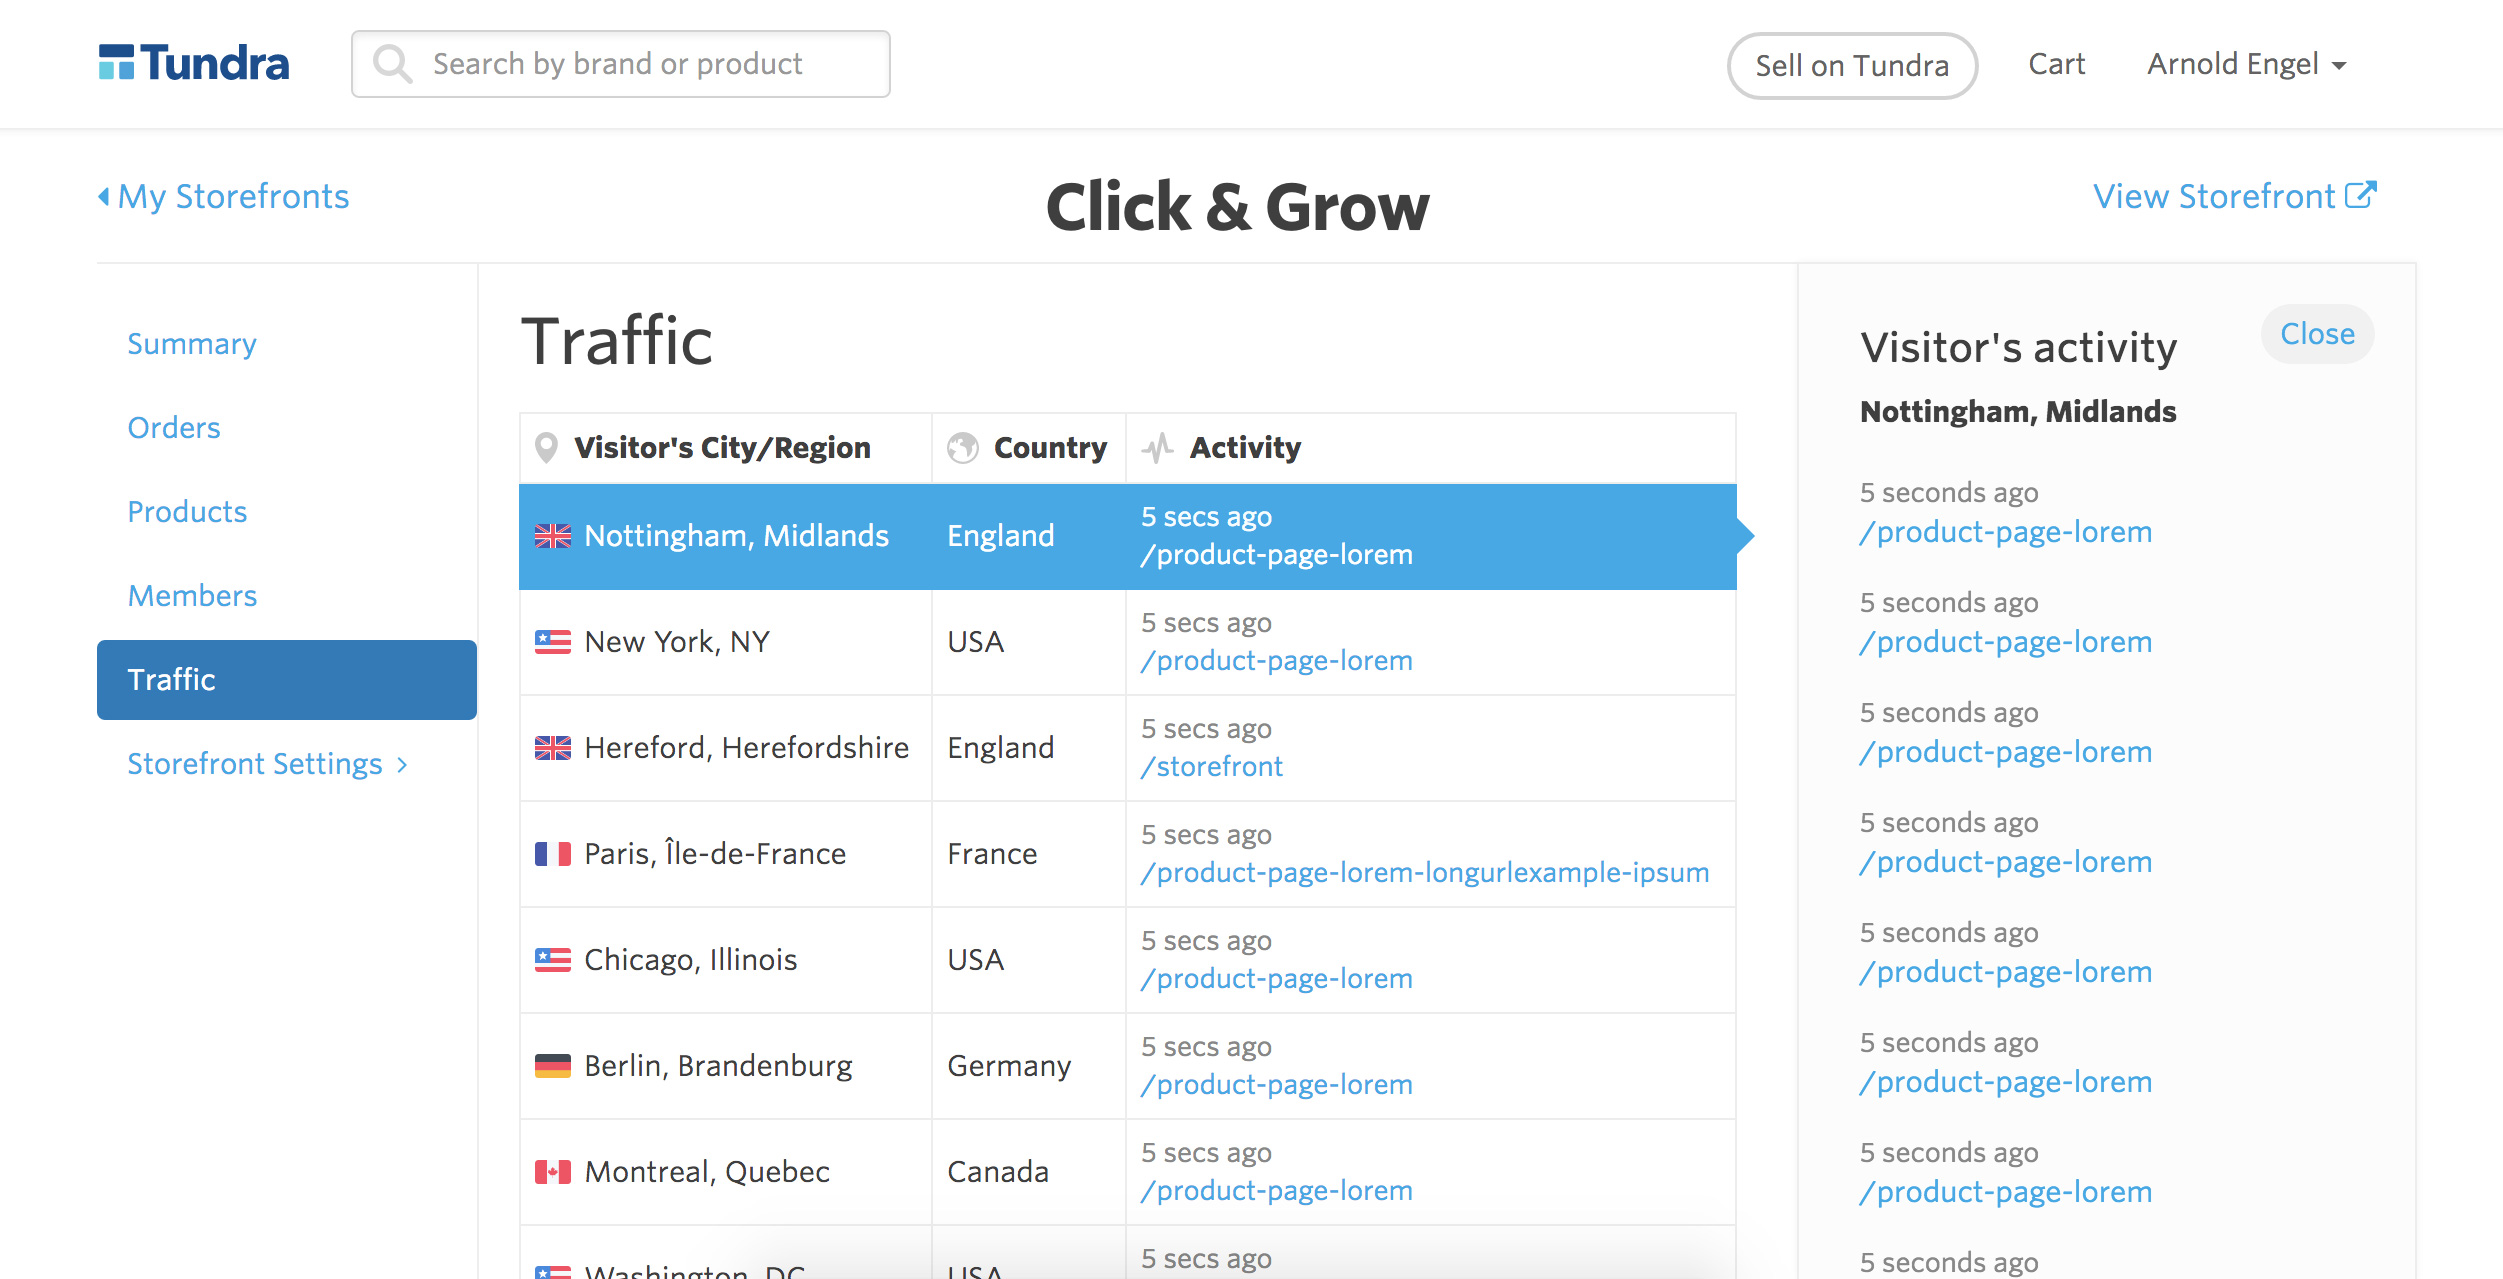 Tundra
Search by brand or product
Sell on Tundra
Cart
Arnold Engel
My Storefronts
Click & Grow
View Storefront
Summary
Orders
Products
Members
Traffic
Storefront Settings
Traffic
Visitor's City/Region Country Activity
Nottingham, Midlands England 5 secs ago
/product-page-lorem
New York, NY USA 5 secs ago
/product-page-lorem
Hereford, Herefordshire England 5 secs ago
/storefront
Paris, Île-de-France France 5 secs ago
/product-page-lorem-longurlexample-ipsum
Chicago, Illinois USA 5 secs ago
/product-page-lorem
Berlin, Brandenburg Germany 5 secs ago
/product-page-lorem
Montreal, Quebec Canada 5 secs ago
/product-page-lorem
Washington, DC USA 5 secs ago
Visitor's activity
Close
Nottingham, Midlands
5 seconds ago
/product-page-lorem
5 seconds ago
/product-page-lorem
5 seconds ago
/product-page-lorem
5 seconds ago
/product-page-lorem
5 seconds ago
/product-page-lorem
5 seconds ago
/product-page-lorem
5 seconds ago
/product-page-lorem
5 seconds ago